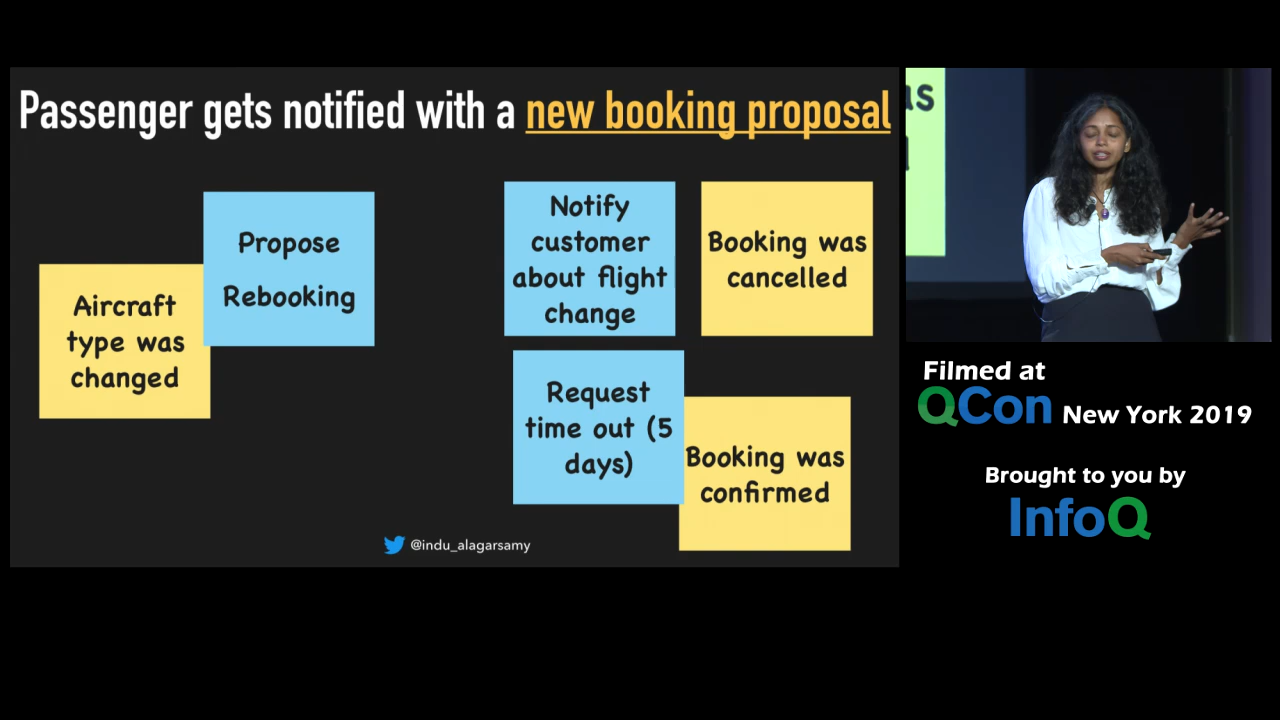 Passenger gets notified with a new booking proposal
Aircraft
type was
changed
Propose
Rebooking
Notify
customer
about flight
change
Booking was
cancelled
Request
time out (5
days)
Booking was
confirmed
@indu_alagarsamy
as
Filmed at
QCon New York 2019
Brought to you by
InfoQ